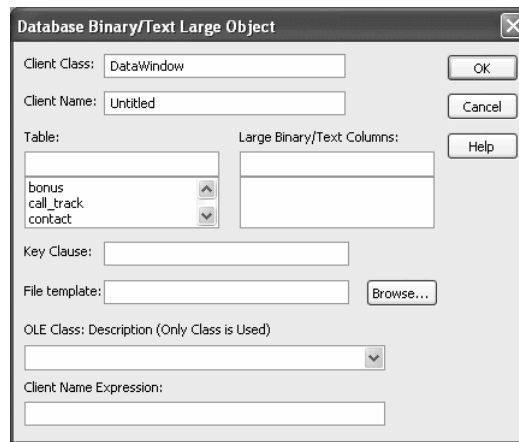 Database Binary/Text Large Object
Client Class: DataWindow
OK
Client Name: Untitled
Cancel
Table:
Large Binary/Text Columns:
Help
bonus
call_track
contact
Key Clause:
File template:
Browse...
OLE Class: Description (Only Class is Used)
Client Name Expression: